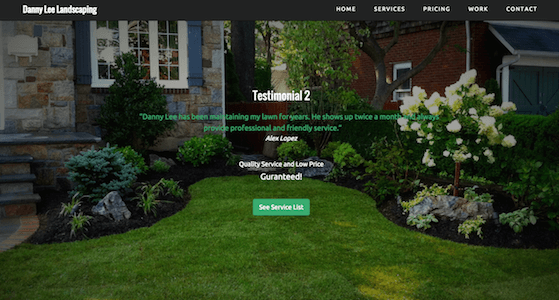 Danny Lee Landscaping
HOME SERVICES PRICING WORK CONTACT
Testimonial 2
"Danny Lee has been maintaining my lawn for years. He shows up twice a month and always
provide professional and friendly service."
Alex Lopez
Quality Service and Low Price
Guranteed!
See Service List